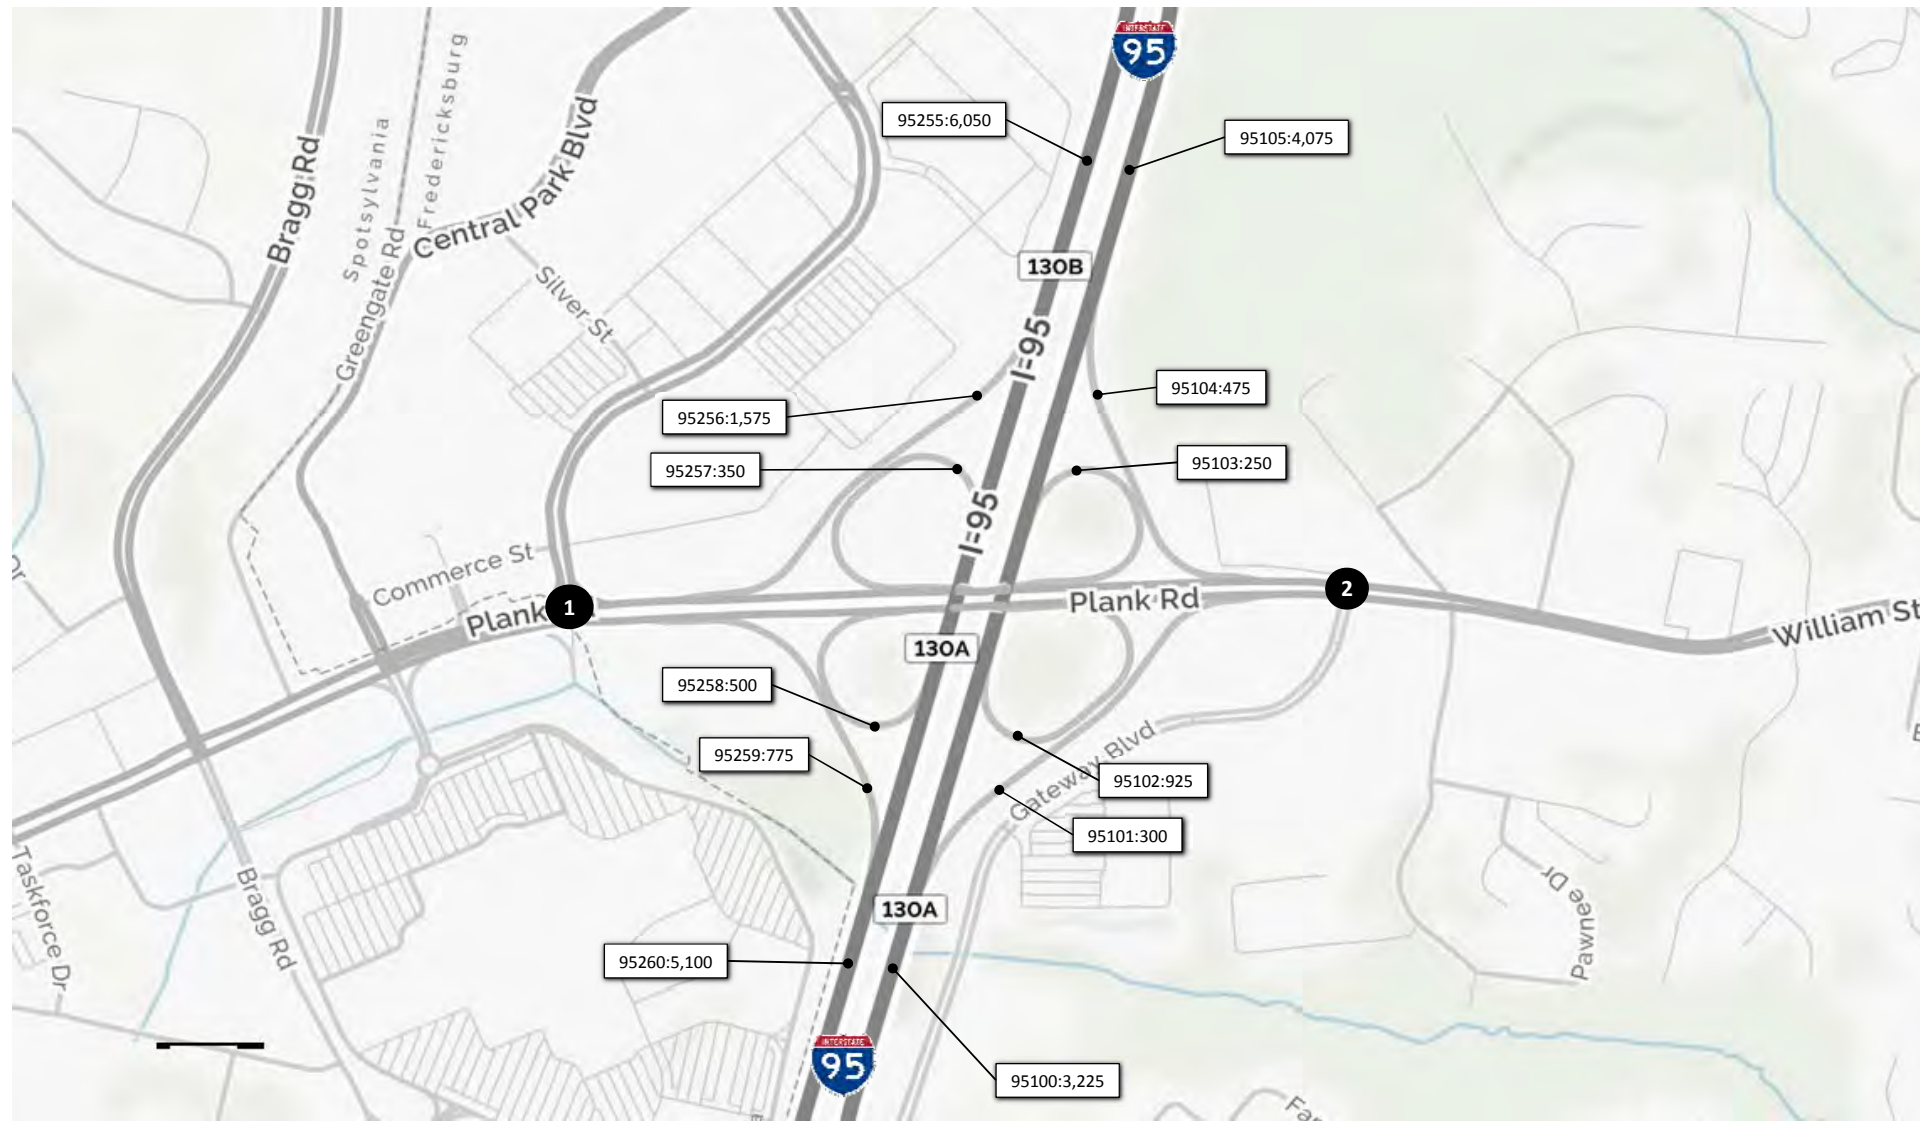 INTERSTATE
95
95255:6,050
95105:4,075
Bragg Rd
Spotsylvania
Fredericksburg
Central Park Blvd
Greengate Rd
Silver St
130B
I-95
95256:1,575
95104:475
95257:350
95103:250
I-95
Commerce St
Plank
1
2
Plank Rd
William St
130A
95258:500
95259:775
Gateway Blvd
95102:925
95101:300
130A
Taskforce Dr
Bragg Rd
Pawnee Dr
95260:5,100
INTERSTATE
95
95100:3,225
Dr